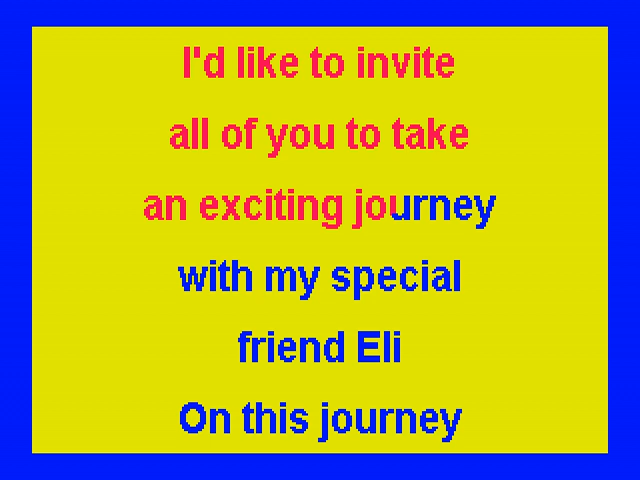 I'd like to invite
all of you to take
an exciting journey
with my special
friend Eli
On this journey